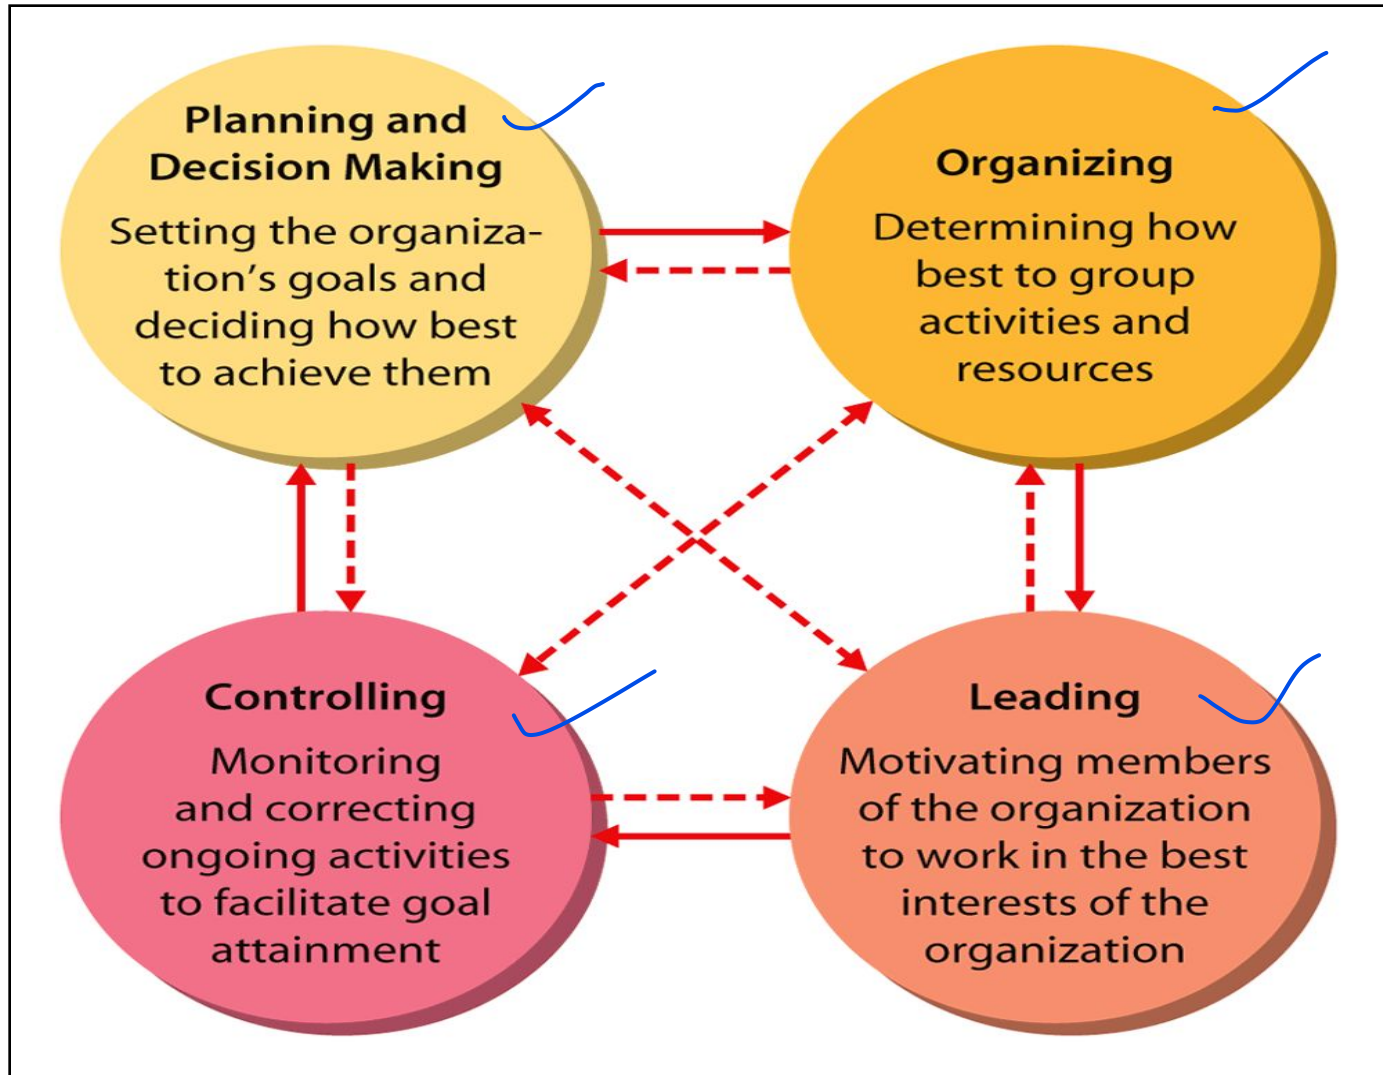 Planning and
Decision Making
Setting the organiza-
tion’s goals and
deciding how best
to achieve them
Organizing
Determining how
best to group
activities and
resources
Controlling
Monitoring
and correcting
ongoing activities
to facilitate goal
attainment
Leading
Motivating members
of the organization
to work in the best
interests of the
organization